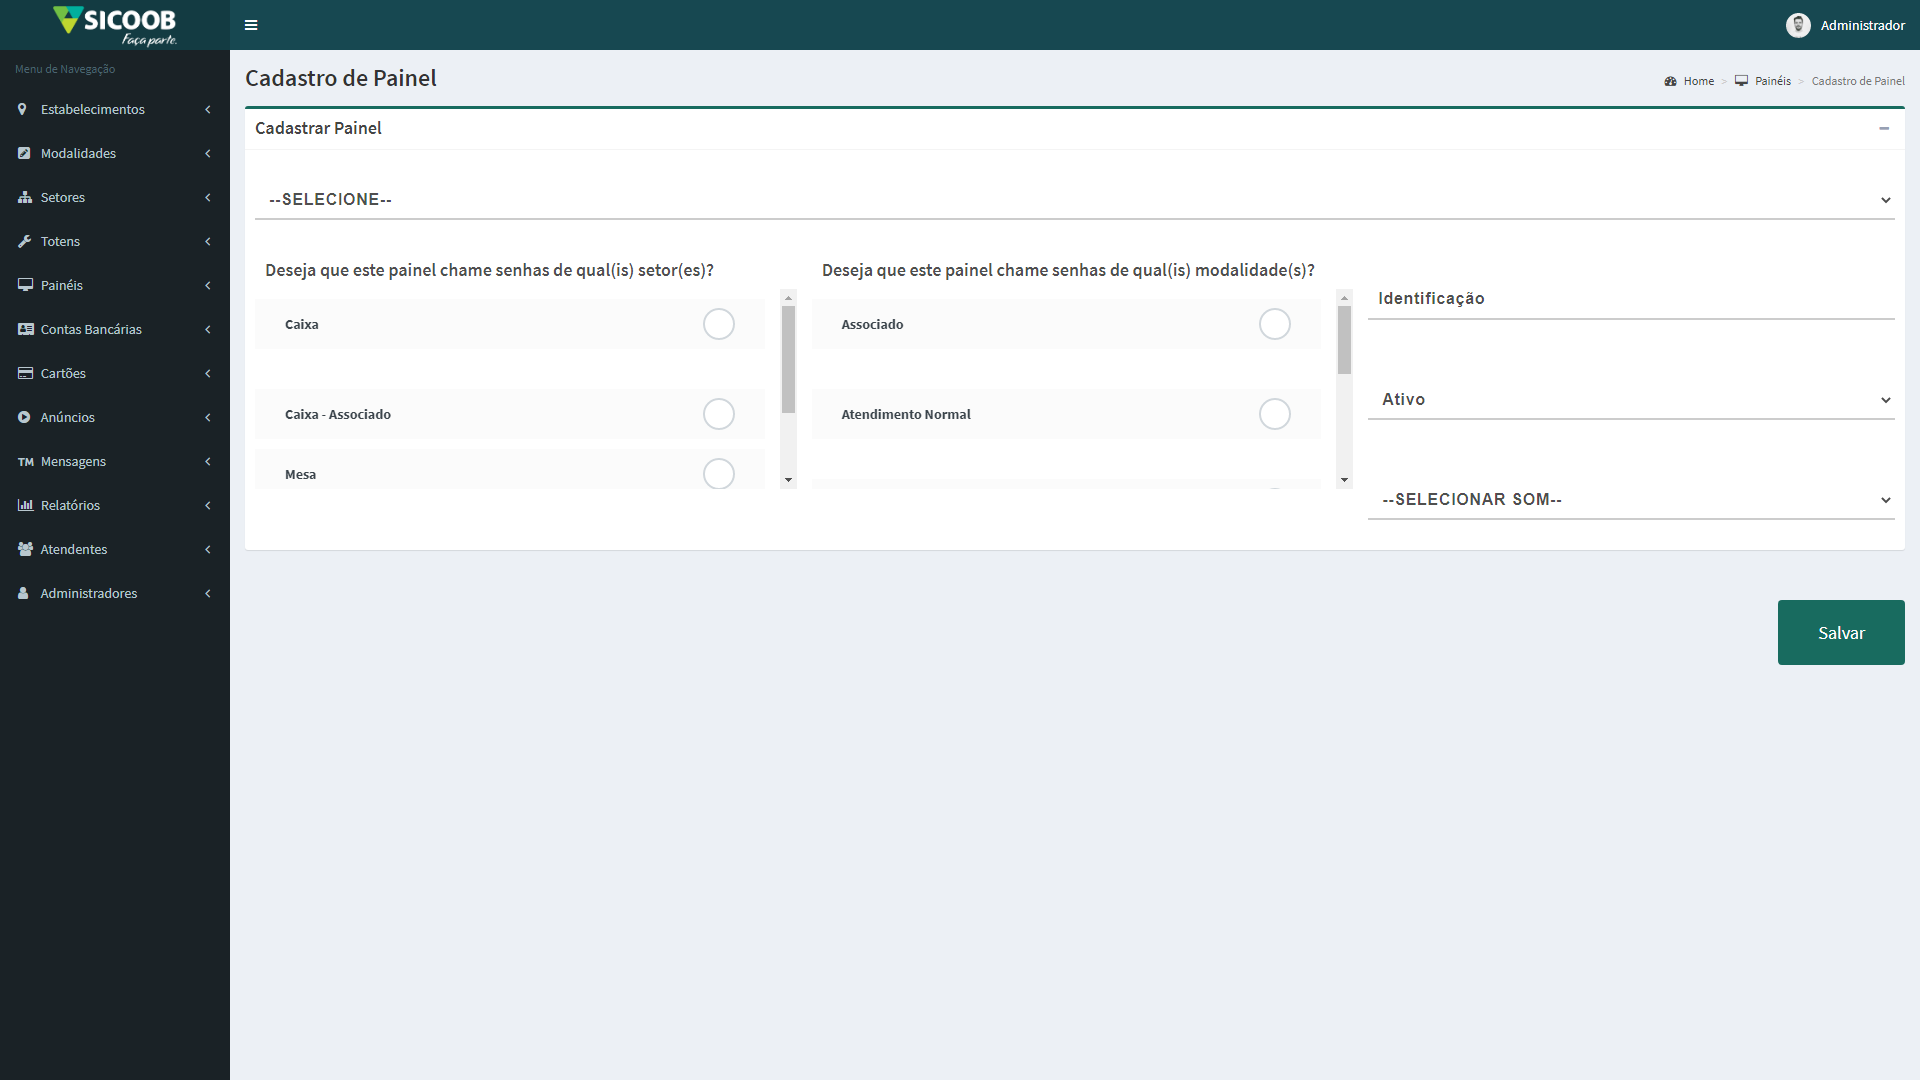 SICOOB
Faça parte.
Administrador
Menu de Navegação
Estabelecimentos
Modalidades
Setores
Totens
Painéis
Contas Bancárias
Cartões
Anúncios
TM Mensagens
Relatórios
Atendentes
Administradores
Cadastro de Painel
Home > Painéis > Cadastro de Painel
Cadastrar Painel
--SELECIONE--
Deseja que este painel chame senhas de qual(is) setor(es)?
Caixa
Caixa - Associado
Mesa
Deseja que este painel chame senhas de qual(is) modalidade(s)?
Associado
Atendimento Normal
Identificação
Ativo
--SELECIONAR SOM--
Salvar